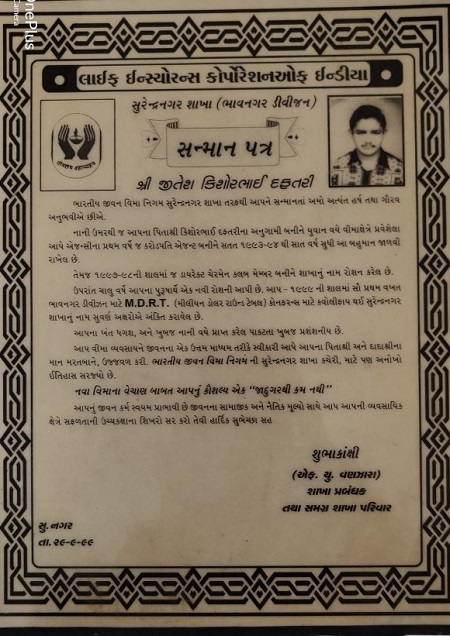 OnePlus
લાઈફ ઈન્સ્યોરન્સ કોર્પોરેશનઓફ ઈન્ડીયા
સુરેન્દ્રનગર શાખા (ભાવનગર ડીવીજન)
સન્માન પત્ર
શ્રી જીતેશ કિશોરભાઈ દફતરી
ભારતીય જીવન વિમા નિગમ સુરેન્દ્રનગર શાખા તરફથી આપને સન્માનતાં અમો અત્યંત હર્ષ તથા ગૌરવ
અનુભવીએ છીએ.
નાની ઉંમરથી જ આપના પિતાશ્રી કિશોરભાઈ દફતરીના અનુગામી બનીને યુવાન વયે વીમાક્ષેત્રે પ્રવેશેલા
આપે એજન્સીના પ્રથમ વર્ષે જ કરોડપતિ એજન્ટ બનીને સતત ૧૯૯૩-૯૪ થી સાત વર્ષ સુધી આ બહુમાન જાળવી
રાખેલ છે.
તેમજ ૧૯૯૭-૯૮ની શાલમાં જ ડાયરેક્ટ ચેરમેન કલબ મેમ્બર બનીને શાખાનું નામ રોશન કરેલ છે.
ઉપરાંત ચાલુ વર્ષે આપના પુરૂષાર્થે એક નવી રોશની આપી છે. આપ - ૧૯૯૯ ની શાલમાં સૌ પ્રથમ વખત
ભાવનગર ડીવીઝન માટે M.D.R.T. (મીલીયન ડોલર રાઉન્ડ ટેબલ) કોનફરન્સ માટે કવોલીફાય થઈ સુરેન્દ્રનગર
શાખાનું નામ સુવર્ણ અક્ષરોએ અંકિત કરાવેલ છે.
આપના ખંત ધગશ, અને ખુબજ નાની વયે પ્રાપ્ત કરેલ પાકટતા ખુબજ પ્રશંશનીય છે.
આપ વીમા વ્યવસાયને જીવનના એક ઉત્તમ માધ્યમ તરીકે સ્વીકારી આપે આપના પિતાશ્રી અને દાદાશ્રીના
માન મરતબાને, ઉજ્જવળ કરી. ભારતીય જીવન વિમા નિગમ ની સુરેન્દ્રનગર શાખા કચેરી, માટે પણ અનોખો
ઈતિહાસ સરજ્યો છે.
નવા વિમાના વેચાણ બાબત આપનું કૌશલ્ય એક “જાદુગરથી કમ નથી”
આપનું જીવન કર્મ સ્વયમ પ્રભાવી છે જીવનના સામાજીક અને નૈતિક મુલ્યો સાથે આપ આપની વ્યવસાયિક
ક્ષેત્રે સફળતાની ઉચ્ચકક્ષાના શિખરો સર કરો તેવી હાર્દિક સુભેચ્છા સહ
શુભાકાંક્ષી
(એફ. યુ. વણઝારા)
શાખા પ્રબંધક
તથા સમગ્ર શાખા પરિવાર
સુ.નગર
તા.૨૯-૯-૯૯